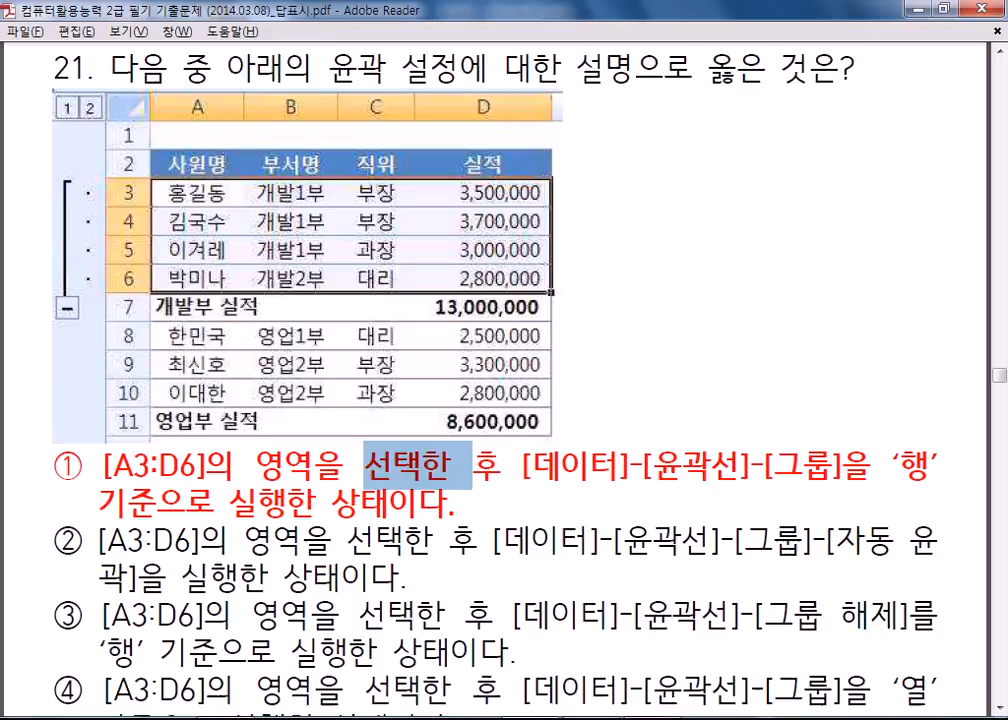 컴퓨터활용능력 2급 필기 기출문제 (2014.03.08)_답표시.pdf - Adobe Reader
파일(F) 편집(E) 보기(V) 창(W) 도움말(H)
21. 다음 중 아래의 윤곽 설정에 대한 설명으로 옳은 것은?
1 2 A B C D
1
2 사원명 부서명 직위 실적
3 홍길동 개발1부 부장 3,500,000
4 김국수 개발1부 부장 3,700,000
5 이겨레 개발1부 과장 3,000,000
6 박미나 개발2부 대리 2,800,000
7 개발부 실적 13,000,000
8 한민국 영업1부 대리 2,500,000
9 최신호 영업2부 부장 3,300,000
10 이대한 영업2부 과장 2,800,000
11 영업부 실적 8,600,000
① [A3:D6]의 영역을 선택한 후 [데이터]-[윤곽선]-[그룹]을 ‘행’
기준으로 실행한 상태이다.
② [A3:D6]의 영역을 선택한 후 [데이터]-[윤곽선]-[그룹]-[자동 윤
곽]을 실행한 상태이다.
③ [A3:D6]의 영역을 선택한 후 [데이터]-[윤곽선]-[그룹 해제]를
‘행’ 기준으로 실행한 상태이다.
④ [A3:D6]의 영역을 선택한 후 [데이터]-[윤곽선]-[그룹]을 ‘열’